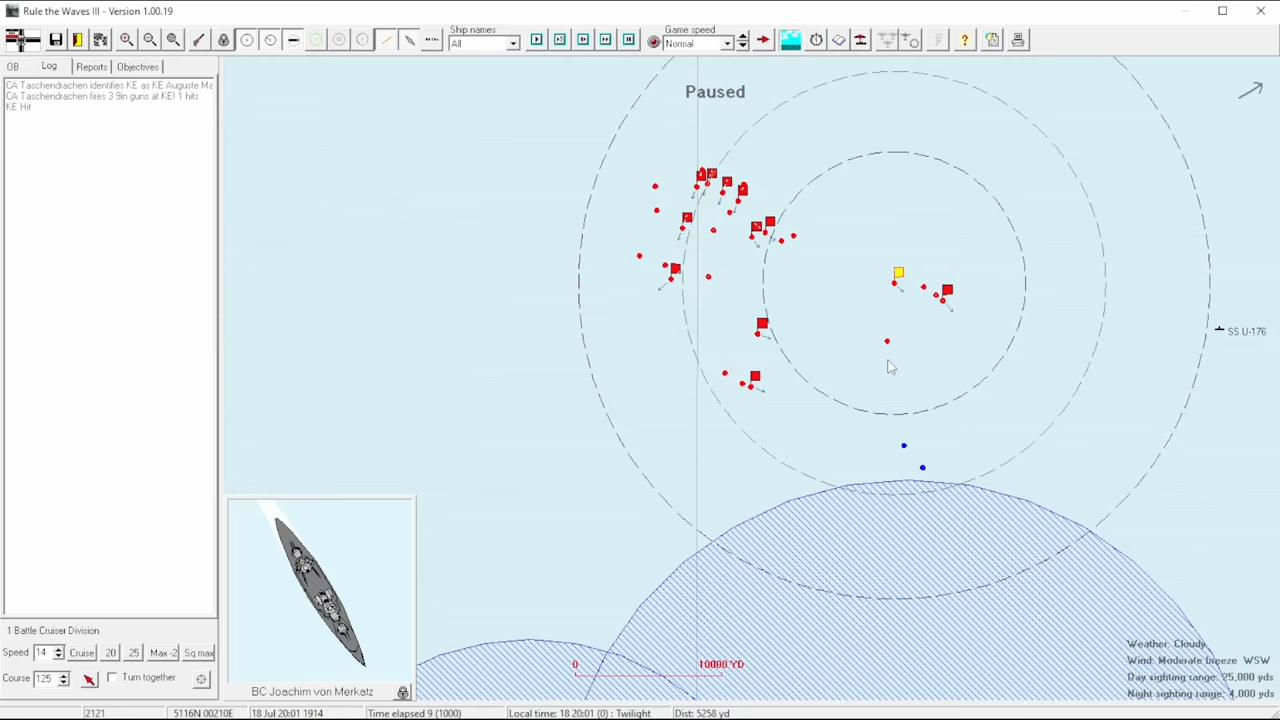 Rule the Waves III - Version 1.00.19
Ship names
All
Game speed
Normal
OB
Log
Reports
Objectives
CA Taschendrachen identifies KE as KE Auguste Ma
CA Taschendrachen fires 3 9in guns at KE! 1 hits
KE Hit
Paused
SS U-176
0
10000 YD
Weather: Cloudy
Wind: Moderate breeze WSW
Day sighting range: 25,000 yds
Night sighting range: 4,000 yds
1 Battle Cruiser Division
Speed 14 Cruise 20 25 Max -2 Sq max
Course 125 Turn together
BC Joachim von Merkatz
2121
5116N 00210E
18 Jul 20:01 1914
Time elapsed 9 (1000)
Local time: 18 20:01 (0) : Twilight
Dist: 5258 yd